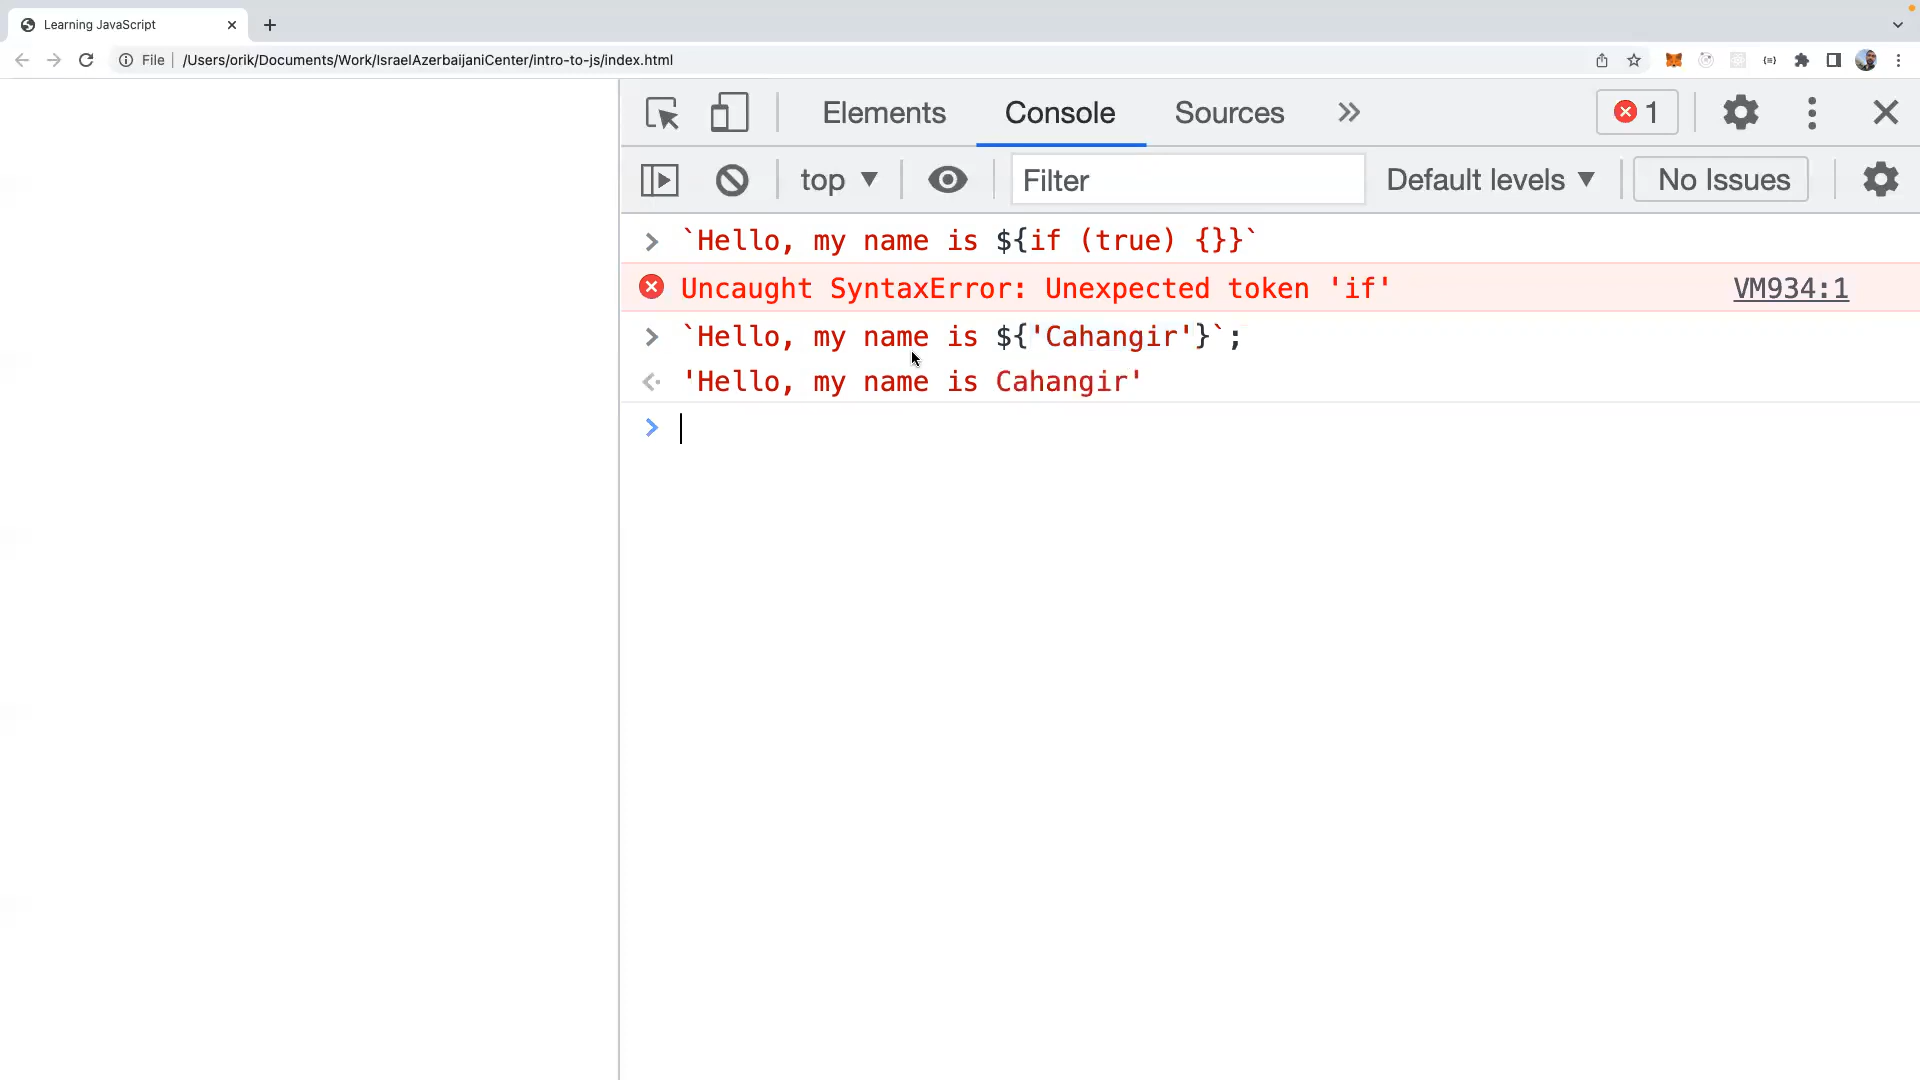 Learning JavaScript
File /Users/orik/Documents/Work/IsraelAzerbaijaniCenter/intro-to-js/index.html
Elements Console Sources 1
top Filter Default levels No Issues
`Hello, my name is ${if (true) {}}`
Uncaught SyntaxError: Unexpected token 'if' VM934:1
`Hello, my name is ${'Cahangir'}`;
'Hello, my name is Cahangir'